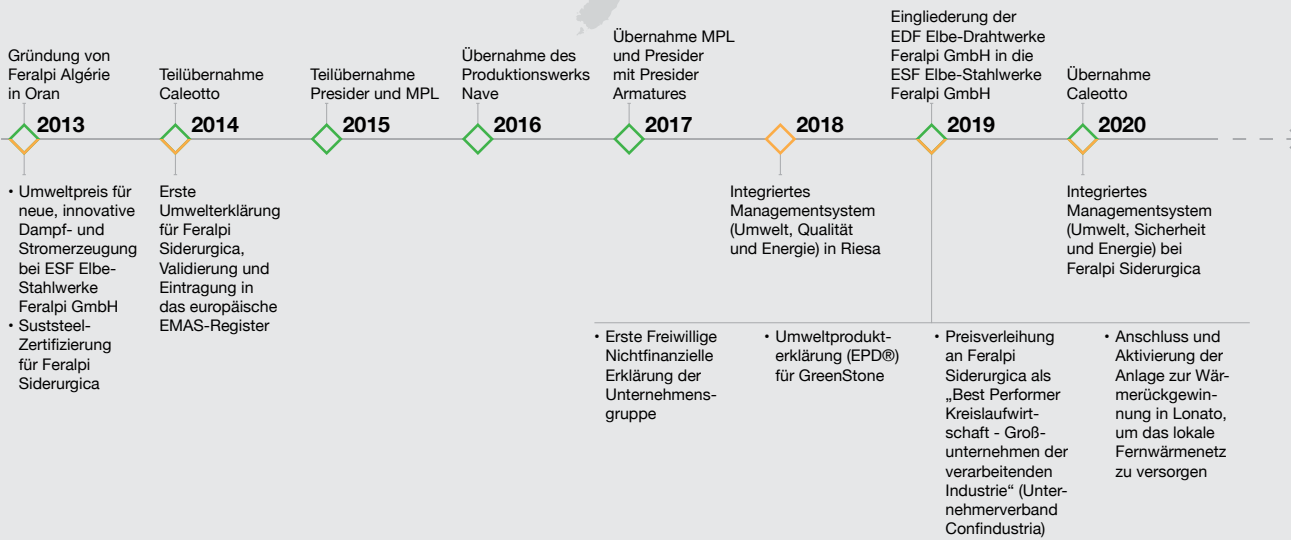 Gründung von
Feralpi Algérie
in Oran
2013
• Umweltpreis für
neue, innovative
Dampf- und
Stromerzeugung
bei ESF Elbe-
Stahlwerke
Feralpi GmbH
• Suststeel-
Zertifizierung
für Feralpi
Siderurgica
Teilübernahme
Caleotto
2014
Erste
Umwelterklärung
für Feralpi
Siderurgica,
Validierung und
Eintragung in
das europäische
EMAS-Register
Teilübernahme
Presider und MPL
2015
Übernahme des
Produktionswerks
Nave
2016
Übernahme MPL
und Presider
mit Presider
Armatures
2017
2018
Integriertes
Managementsystem
(Umwelt, Qualität
und Energie) in Riesa
Eingliederung der
EDF Elbe-Drahtwerke
Feralpi GmbH in die
ESF Elbe-Stahlwerke
Feralpi GmbH
2019
• Erste Freiwillige
Nichtfinanzielle
Erklärung der
Unternehmens-
gruppe
• Umweltprodukt-
erklärung (EPD®)
für GreenStone
• Preisverleihung
an Feralpi
Siderurgica als
„Best Performer
Kreislaufwirt-
schaft - Groß-
unternehmen der
verarbeitenden
Industrie“ (Unter-
nehmerverband
Confindustria)
• Anschluss und
Aktivierung der
Anlage zur Wär-
merückgewin-
nung in Lonato,
um das lokale
Fernwärmenetz
zu versorgen
Übernahme
Caleotto
2020
Integriertes
Managementsystem
(Umwelt, Sicherheit
und Energie) bei
Feralpi Siderurgica